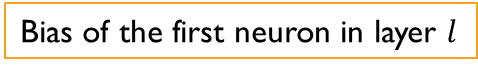 Bias of the first neuron in layer l